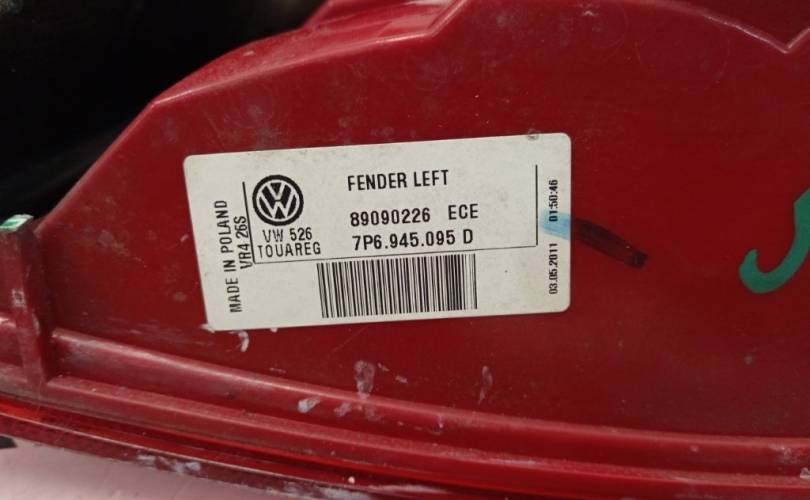 FENDER LEFT
89090226 ECE
VW 526
7P6.945.095 D
TOUAREG
MADE IN POLAND
VR4 26S
03.05.2011 01:50:46